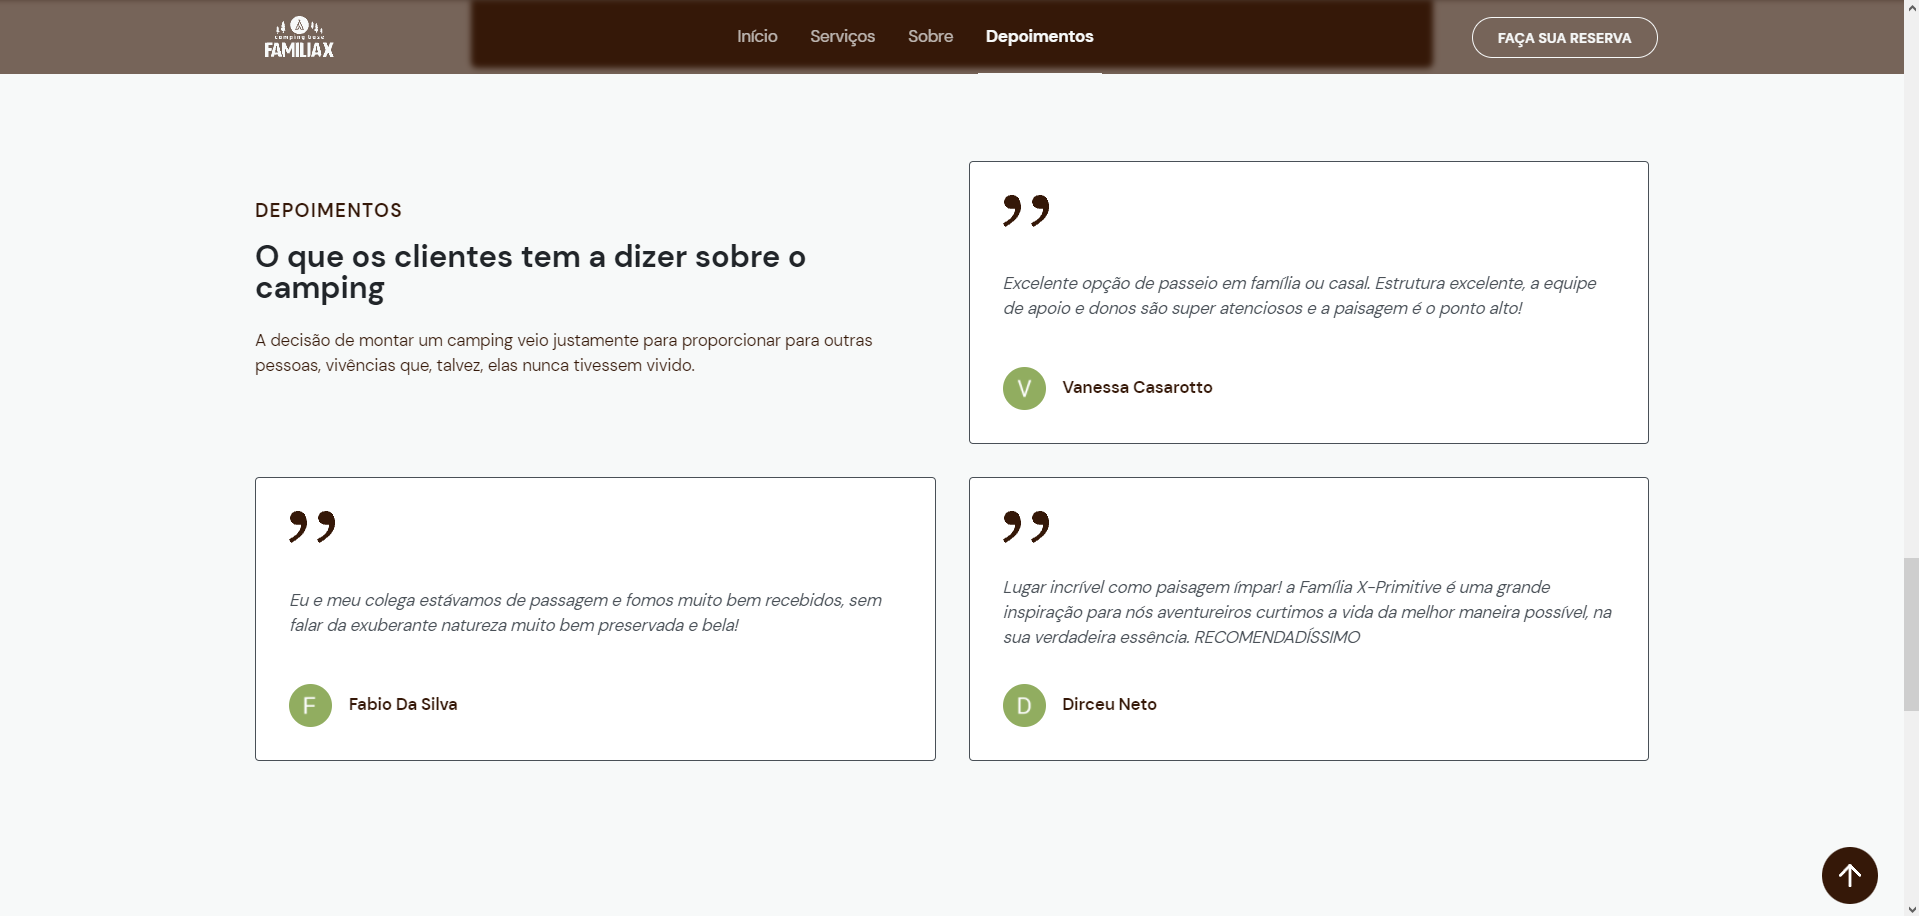 camping base
FAMILIAX
Início
Serviços
Sobre
Depoimentos
FAÇA SUA RESERVA
DEPOIMENTOS
O que os clientes tem a dizer sobre o
camping
A decisão de montar um camping veio justamente para proporcionar para outras
pessoas, vivências que, talvez, elas nunca tivessem vivido.
”
Excelente opção de passeio em família ou casal. Estrutura excelente, a equipe
de apoio e donos são super atenciosos e a paisagem é o ponto alto!
V
Vanessa Casarotto
”
Eu e meu colega estávamos de passagem e fomos muito bem recebidos, sem
falar da exuberante natureza muito bem preservada e bela!
F
Fabio Da Silva
”
Lugar incrível como paisagem ímpar! a Família X-Primitive é uma grande
inspiração para nós aventureiros curtimos a vida da melhor maneira possível, na
sua verdadeira essência. RECOMENDADÍSSIMO
D
Dirceu Neto